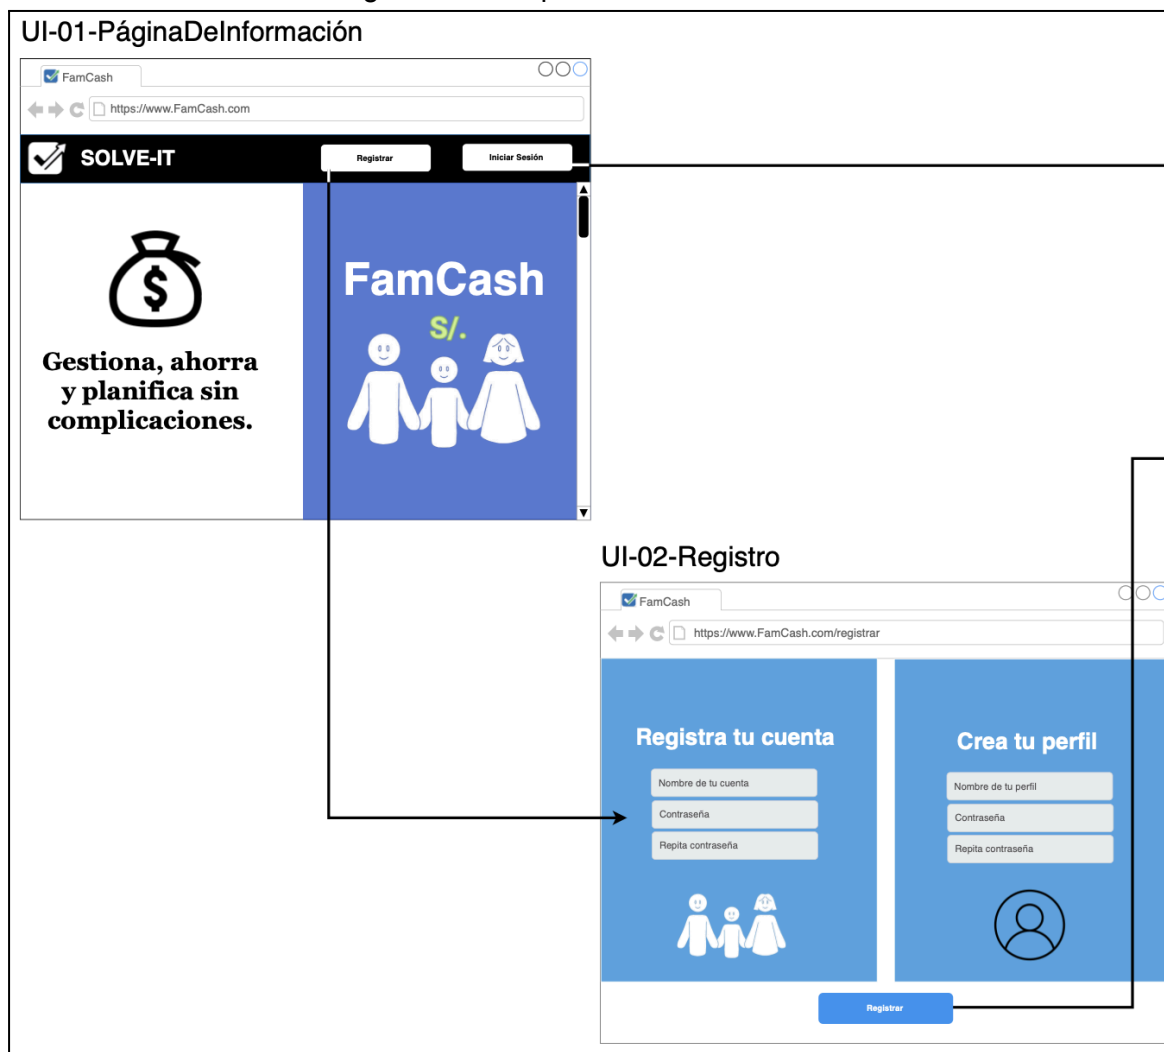 UI-01-PáginaDeInformación
FamCash
https://www.FamCash.com
SOLVE-IT
Registrar
Iniciar Sesión
$
Gestiona, ahorra
y planifica sin
complicaciones.
FamCash
S/.
UI-02-Registro
FamCash
https://www.FamCash.com/registrar
Registra tu cuenta
Nombre de tu cuenta
Contraseña
Repita contraseña
Crea tu perfil
Nombre de tu perfil
Contraseña
Repita contraseña
Registrar